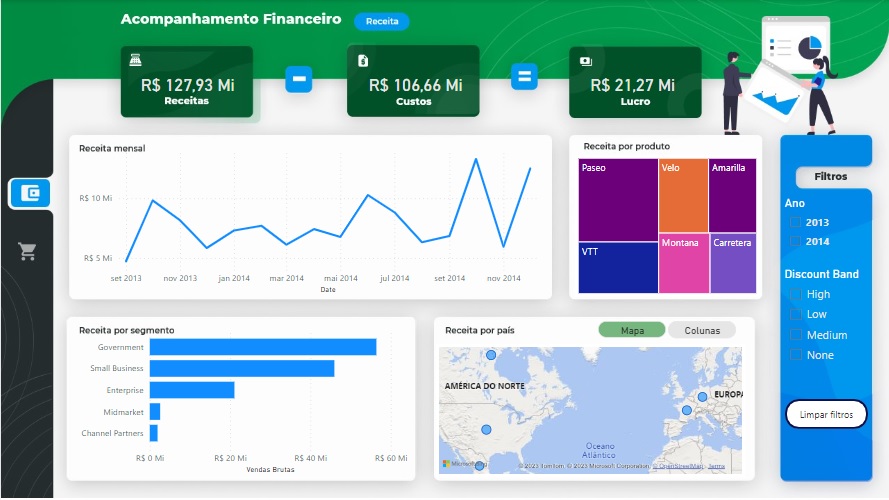 Acompanhamento Financeiro
Receita
R$ 127,93 Mi
Receitas
R$ 106,66 Mi
Custos
R$ 21,27 Mi
Lucro
Receita mensal
R$ 10 Mi
R$ 5 Mi
set 2013
nov 2013
jan 2014
mar 2014
mai 2014
jul 2014
set 2014
nov 2014
Date
Receita por produto
Paseo
Velo
Amarilla
VTT
Montana
Carretera
Filtros
Ano
2013
2014
Discount Band
High
Low
Medium
None
Limpar filtros
Receita por segmento
Government
Small Business
Enterprise
Midmarket
Channel Partners
R$ 0 Mi
R$ 20 Mi
R$ 40 Mi
R$ 60 Mi
Vendas Brutas
Receita por país
Mapa
Colunas
AMÉRICA DO NORTE
EUROPA
Oceano
Atlântico
© 2023 TomTom, © 2023 Microsoft Corporation, © OpenStreetMap Terms